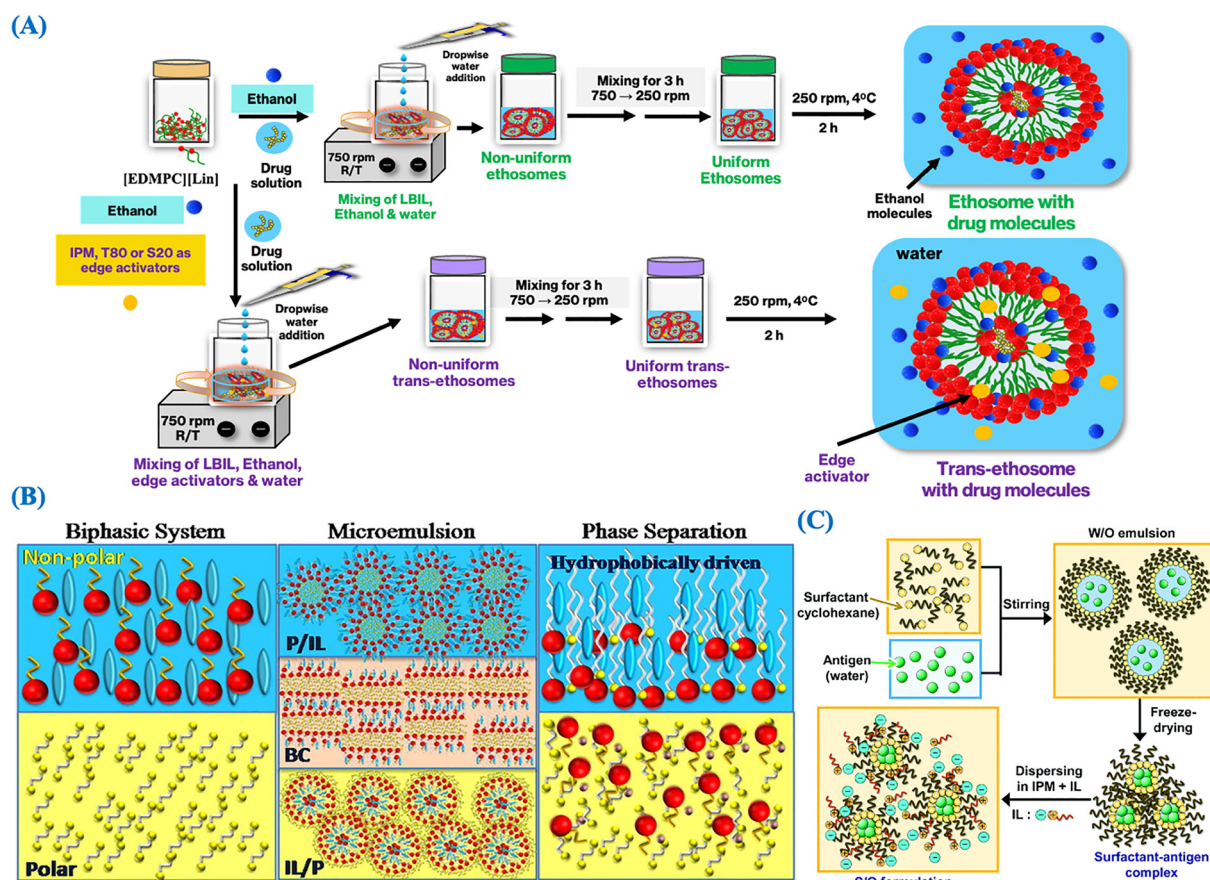 (A)
Ethanol
Drug
solution
[EDMPC][Lin]
Dropwise
water
addition
750 rpm
R/T
Mixing of LBIL,
Ethanol & water
Non-uniform
ethosomes
Mixing for 3 h
750 → 250 rpm
Uniform
Ethosomes
250 rpm, 4°C
2 h
Ethanol
molecules
Ethosome with
drug molecules
Ethanol
IPM, T80 or S20 as
edge activators
Drug
solution
Dropwise
water
addition
750 rpm
R/T
Mixing of LBIL, Ethanol,
edge activators & water
Non-uniform
trans-ethosomes
Mixing for 3 h
750 → 250 rpm
Uniform trans-
ethosomes
250 rpm, 4°C
2 h
water
Edge
activator
Trans-ethosome
with drug molecules
(B)
Biphasic System
Microemulsion
Phase Separation
Non-polar
Polar
P/IL
BC
IL/P
Hydrophobically driven
(C)
Surfactant
cyclohexane)
Antigen
(water)
Stirring
W/O emulsion
Freeze-
drying
Surfactant-antigen
complex
Dispersing
in IPM + IL
IL :